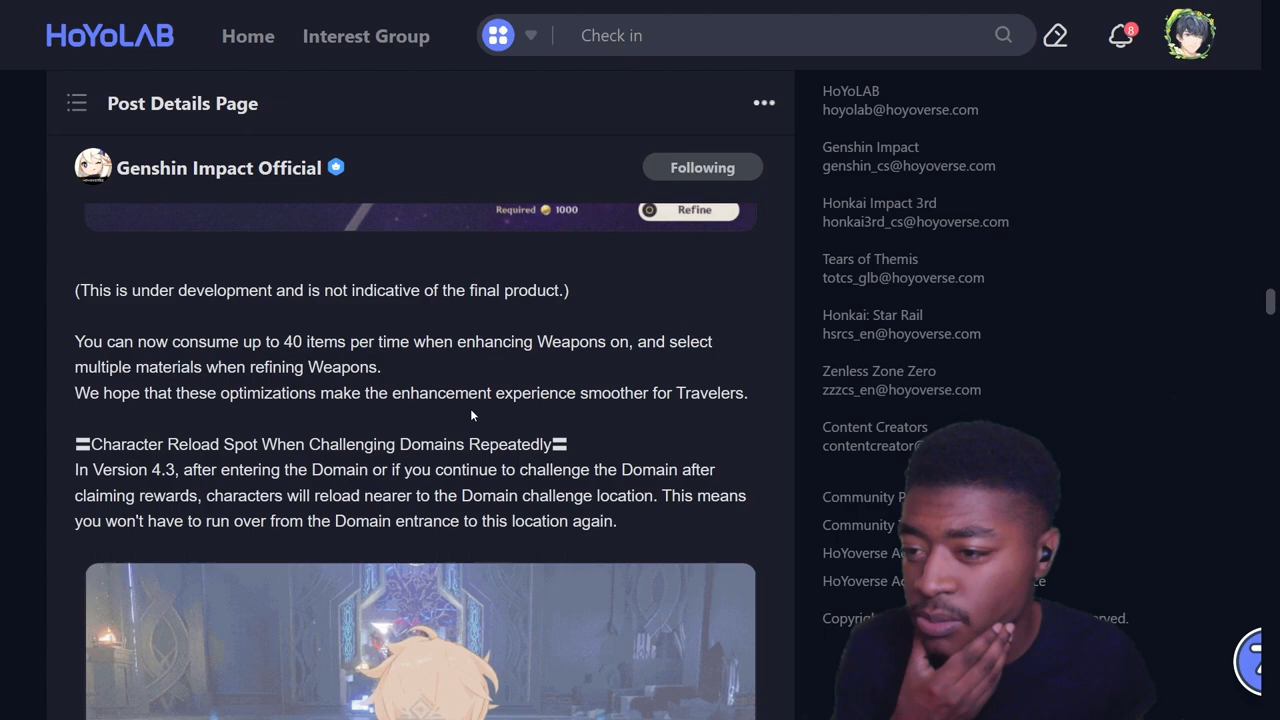 HoYoLAB
Home
Interest Group
Check in
8
Post Details Page
Genshin Impact Official
Following
Required 1000
Refine
(This is under development and is not indicative of the final product.)
You can now consume up to 40 items per time when enhancing Weapons on, and select
multiple materials when refining Weapons.
We hope that these optimizations make the enhancement experience smoother for Travelers.
〓Character Reload Spot When Challenging Domains Repeatedly〓
In Version 4.3, after entering the Domain or if you continue to challenge the Domain after
claiming rewards, characters will reload nearer to the Domain challenge location. This means
you won't have to run over from the Domain entrance to this location again.
HoYoLAB
hoyolab@hoyoverse.com
Genshin Impact
genshin_cs@hoyoverse.com
Honkai Impact 3rd
honkai3rd_cs@hoyoverse.com
Tears of Themis
totcs_glb@hoyoverse.com
Honkai: Star Rail
hsrcs_en@hoyoverse.com
Zenless Zone Zero
zzzcs_en@hoyoverse.com
Content Creators
contentcreator@
Community
Community
HoYoverse
HoYoverse